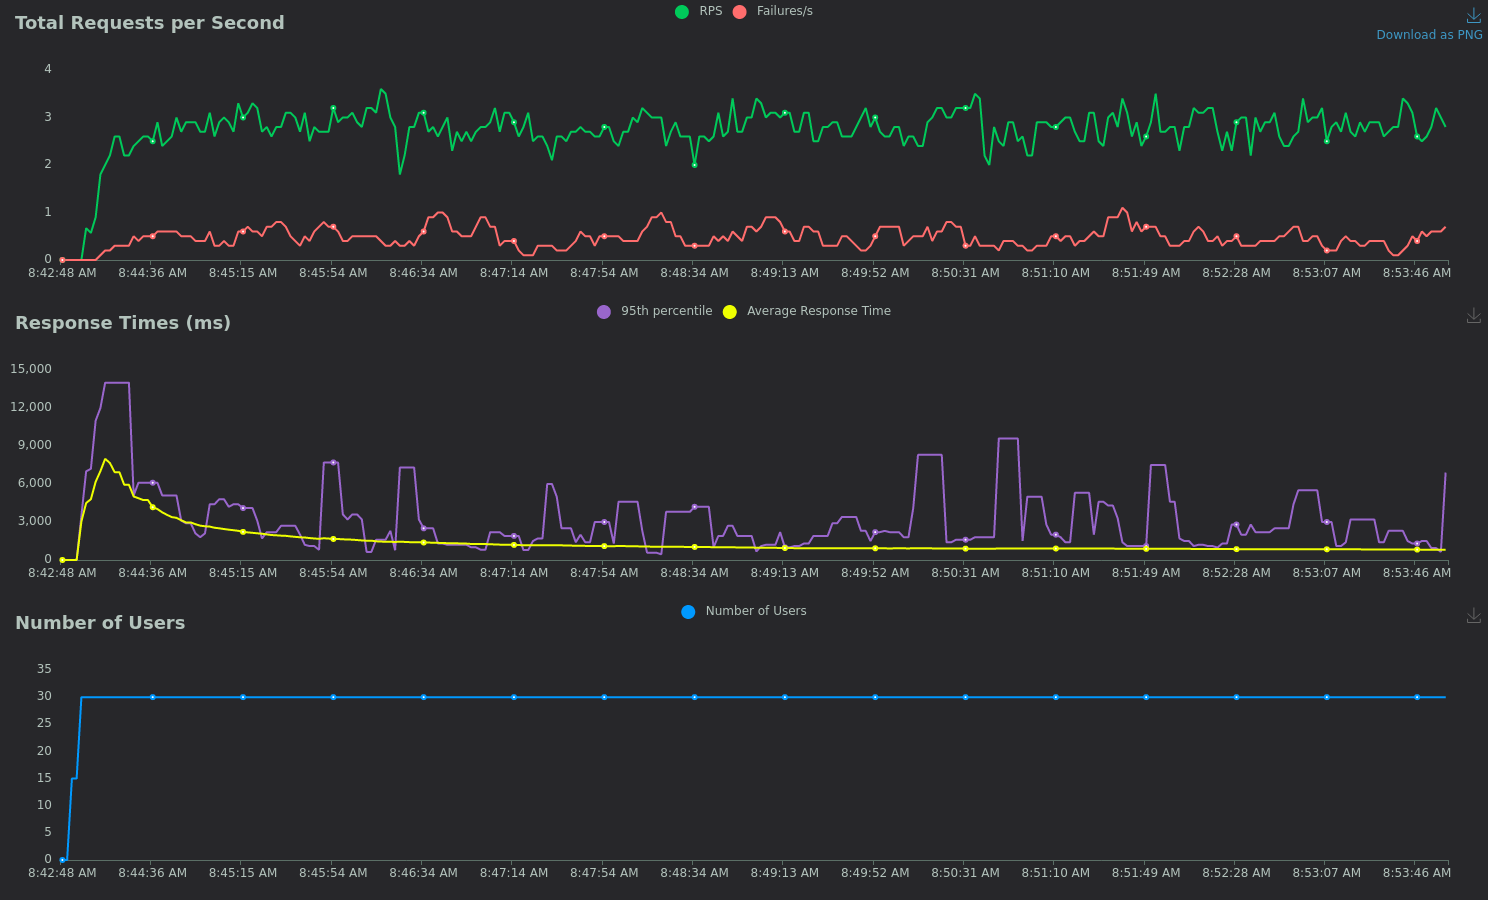 Total Requests per Second
RPS Failures/s
Download as PNG
4
3
2
1
0
8:42:48 AM 8:44:36 AM 8:45:15 AM 8:45:54 AM 8:46:34 AM 8:47:14 AM 8:47:54 AM 8:48:34 AM 8:49:13 AM 8:49:52 AM 8:50:31 AM 8:51:10 AM 8:51:49 AM 8:52:28 AM 8:53:07 AM 8:53:46 AM
Response Times (ms)
95th percentile Average Response Time
15,000
12,000
9,000
6,000
3,000
0
8:42:48 AM 8:44:36 AM 8:45:15 AM 8:45:54 AM 8:46:34 AM 8:47:14 AM 8:47:54 AM 8:48:34 AM 8:49:13 AM 8:49:52 AM 8:50:31 AM 8:51:10 AM 8:51:49 AM 8:52:28 AM 8:53:07 AM 8:53:46 AM
Number of Users
Number of Users
35
30
25
20
15
10
5
0
8:42:48 AM 8:44:36 AM 8:45:15 AM 8:45:54 AM 8:46:34 AM 8:47:14 AM 8:47:54 AM 8:48:34 AM 8:49:13 AM 8:49:52 AM 8:50:31 AM 8:51:10 AM 8:51:49 AM 8:52:28 AM 8:53:07 AM 8:53:46 AM